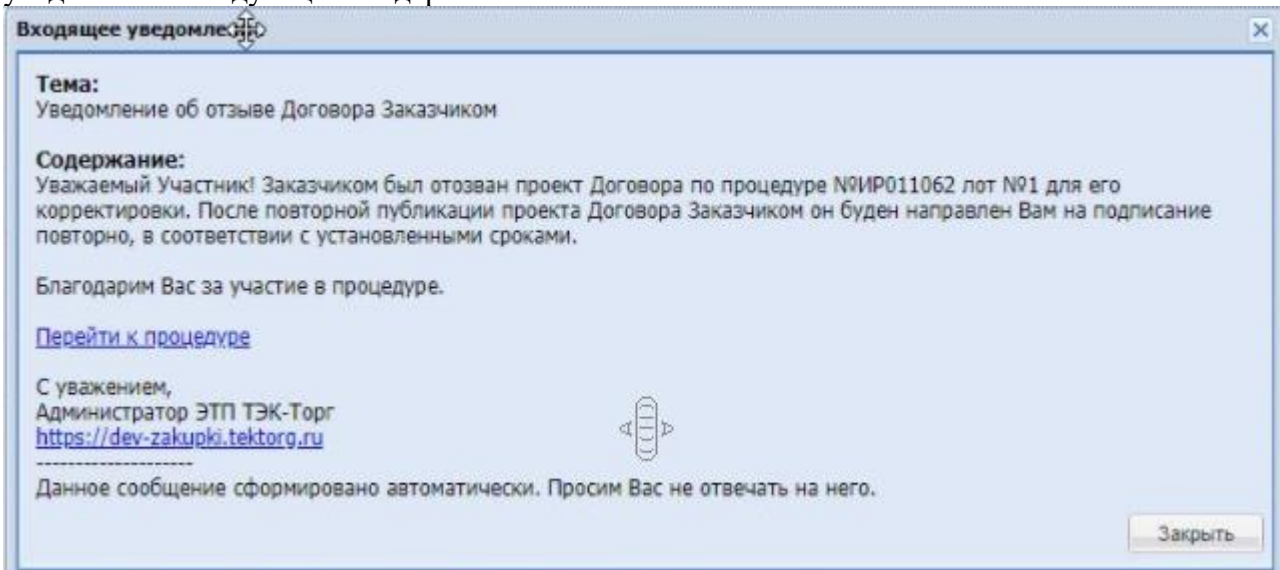 Входящее уведомле
Тема:
Уведомление об отзыве Договора Заказчиком
Содержание:
Уважаемый Участник! Заказчиком был отозван проект Договора по процедуре №ИР011062 лот №1 для его
корректировки. После повторной публикации проекта Договора Заказчиком он буден направлен Вам на подписание
повторно, в соответствии с установленными сроками.
Благодарим Вас за участие в процедуре.
Перейти к процедуре
С уважением,
Администратор ЭТП ТЭК-Торг
https://dev-zakupki.tektorg.ru
--------------------
Данное сообщение сформировано автоматически. Просим Вас не отвечать на него.
Закрыть